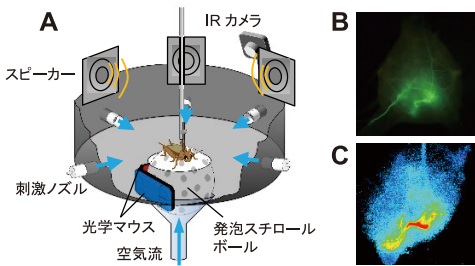 A
IR カメラ
スピーカー
刺激ノズル
光学マウス
空気流
発泡スチロール
ボール
B
C